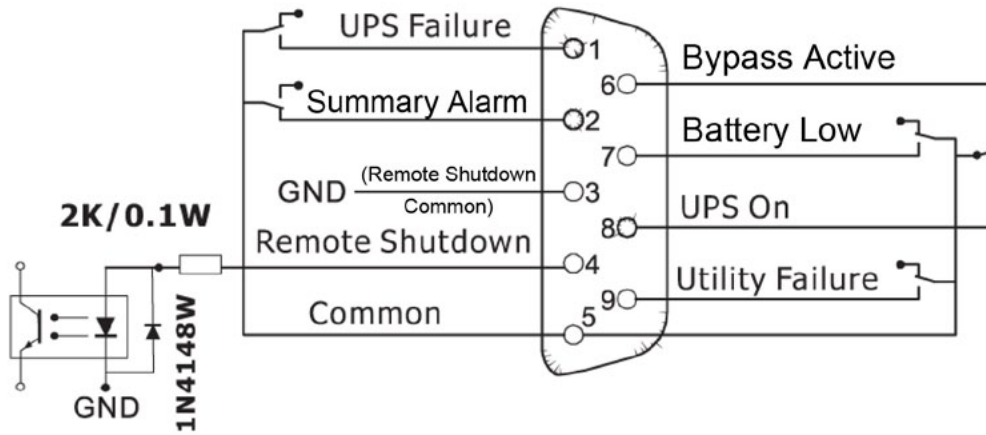 UPS Failure
1
6
Bypass Active
Summary Alarm
2
7
Battery Low
GND
(Remote Shutdown
Common)
3
2K/0.1W
8
UPS On
Remote Shutdown
4
9
Utility Failure
Common
5
1N4148W
GND